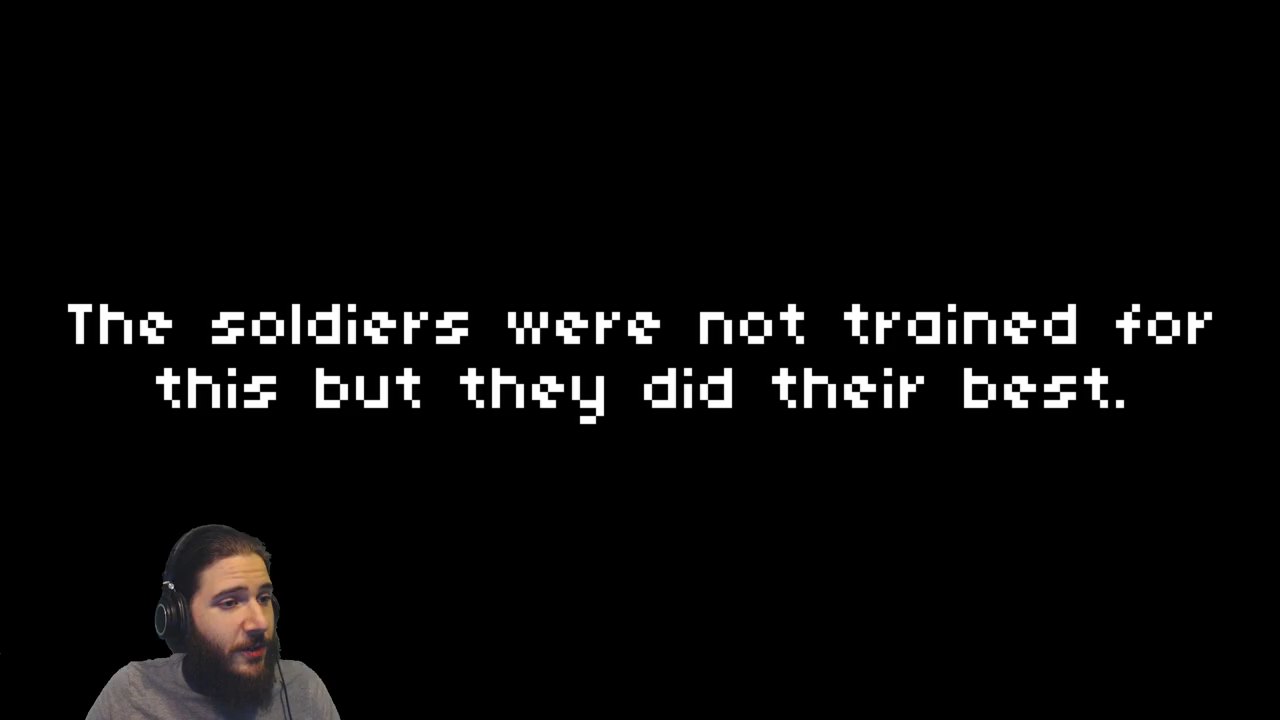 The soldiers were not trained for
this but they did their best.